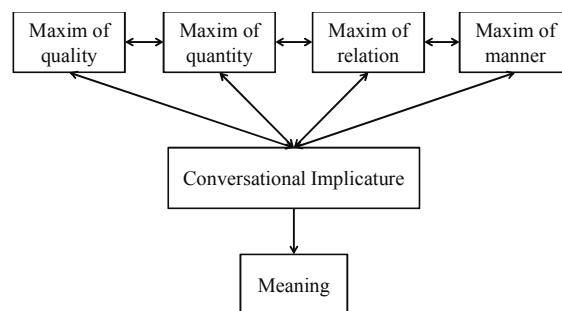 Maxim of
quality
Maxim of
quantity
Maxim of
relation
Maxim of
manner
Conversational Implicature
Meaning